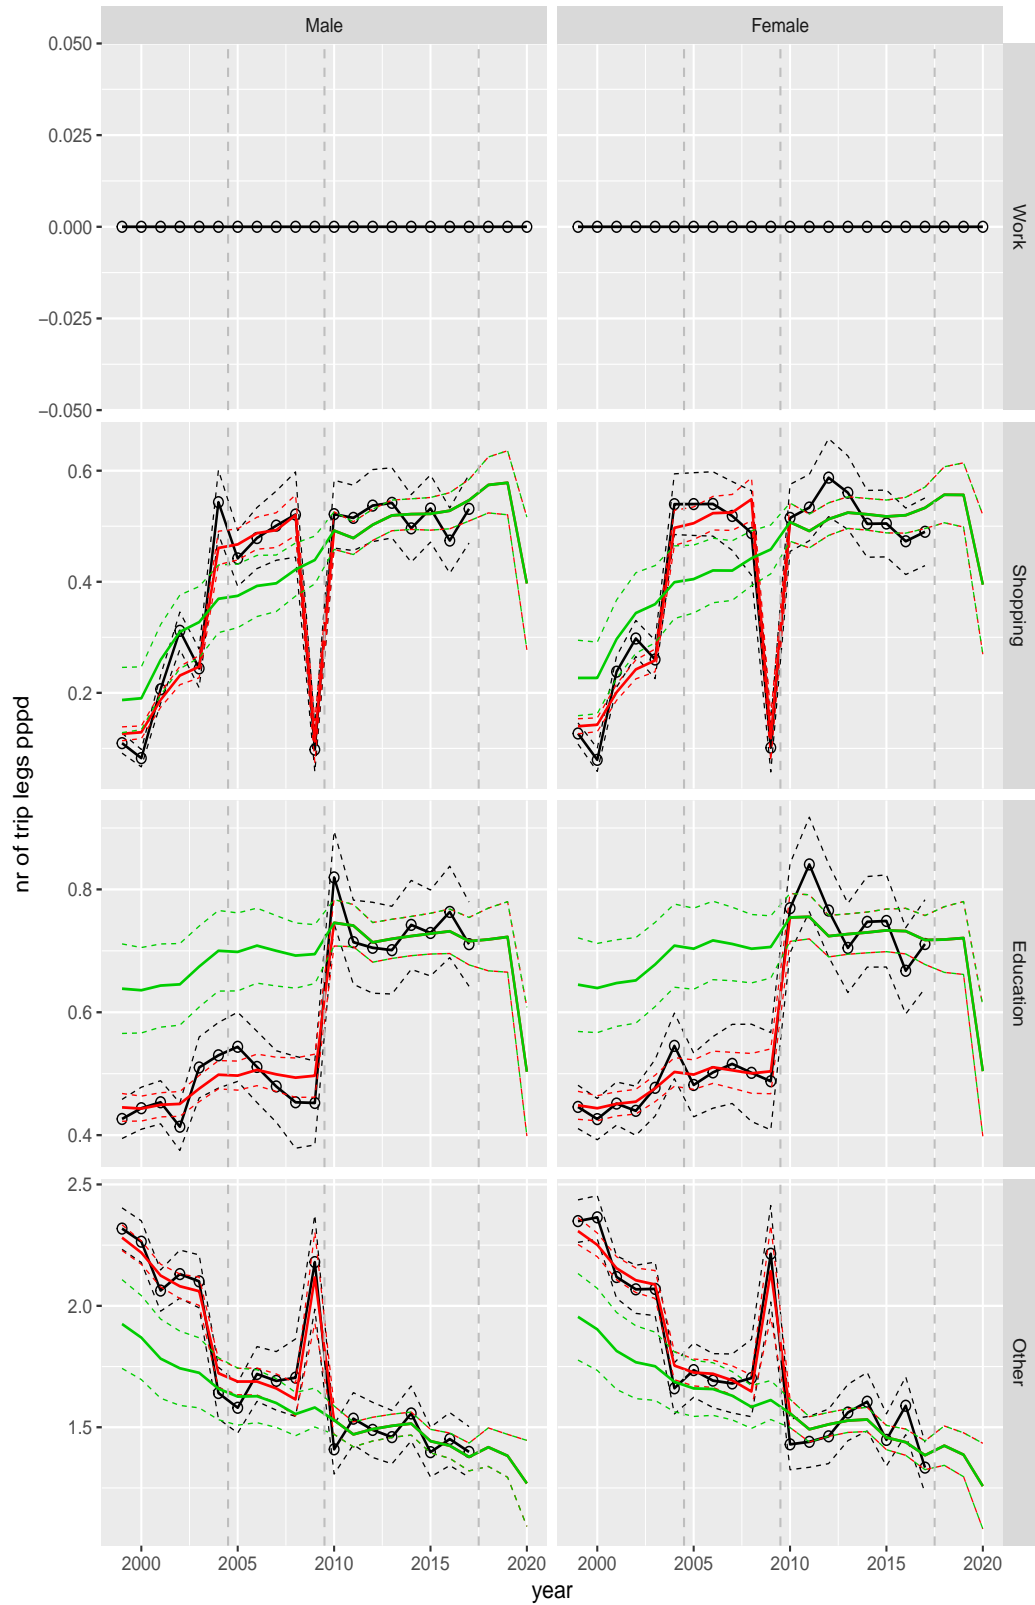 Male Female
0.050
0.025
0.000
−0.025
−0.050
Work
0.6
0.4
0.2
Shopping
0.8
0.6
0.4
Education
2.5
2.0
1.5
Other
nr of trip legs pppd
2000 2005 2010 2015 2020 2000 2005 2010 2015 2020
year